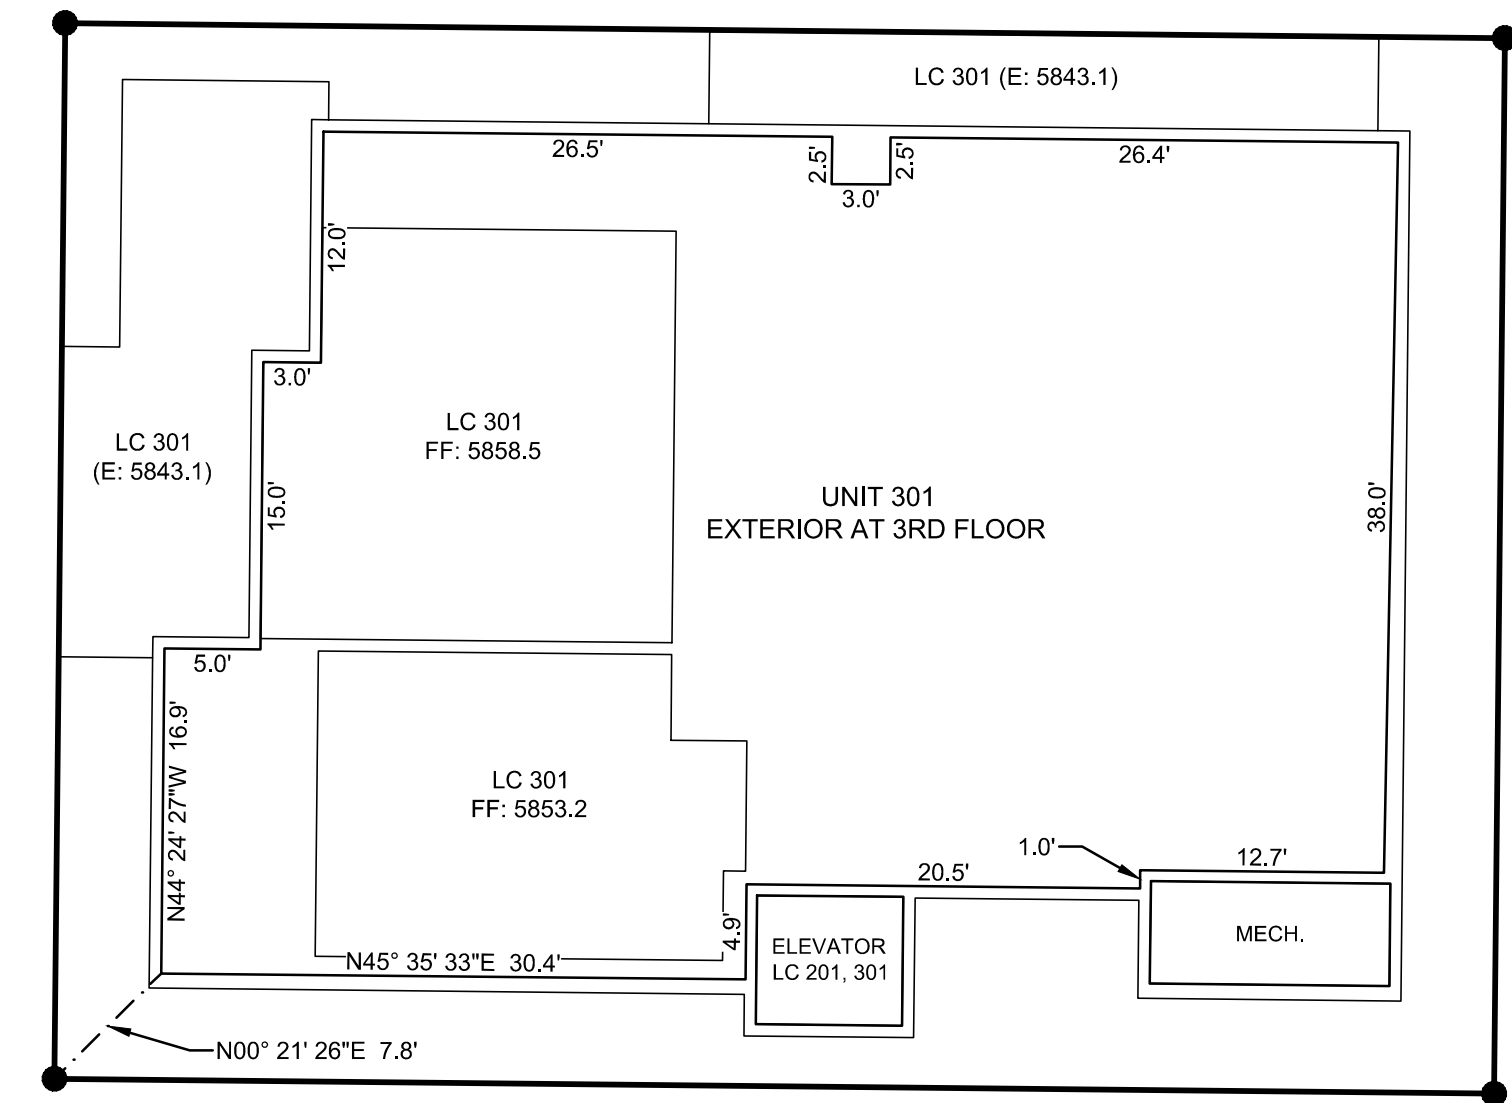 LC 301 (E: 5843.1)
26.5'
2.5'
3.0'
2.5'
26.4'
12.0'
3.0'
LC 301
FF: 5858.5
LC 301
(E: 5843.1)
15.0'
UNIT 301
EXTERIOR AT 3RD FLOOR
38.0'
5.0'
N44° 24' 27"W 16.9'
LC 301
FF: 5853.2
1.0'
12.7'
20.5'
4.9'
ELEVATOR
LC 201, 301
MECH.
N45° 35' 33"E 30.4'
N00° 21' 26"E 7.8'